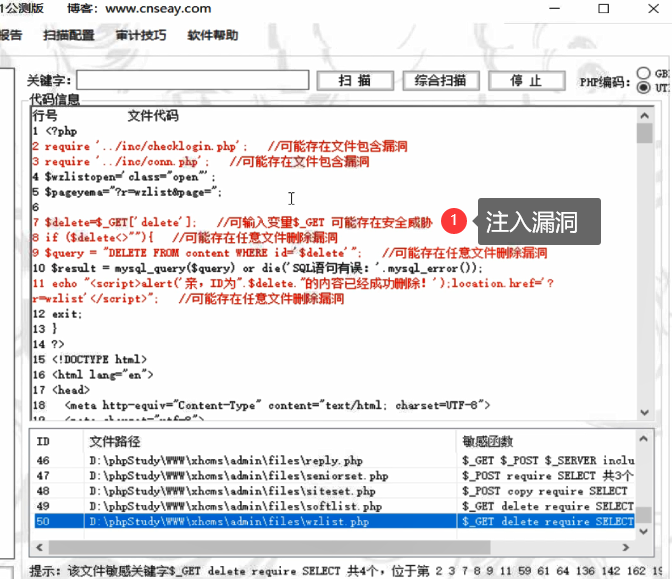 1公测版 博客: www.cnseay.com
报告 扫描配置 审计技巧 软件帮助
关键字: 扫 描 综合扫描 停 止 PHP编码: GB
UT
代码信息
行号 文件代码
1 <?php
2 require '../inc/checklogin.php'; //可能存在文件包含漏洞
3 require '../inc/conn.php'; //可能存在文件包含漏洞
4 $wzlistopen='class="open"';
5 $pageyema="?r=wzlist&page=";
6
7 $delete=$_GET['delete']; //可输入变量$_GET 可能存在安全威胁 1 注入漏洞
8 if ($delete<>""){ //可能存在任意文件删除漏洞
9 $query = "DELETE FROM content WHERE id='$delete'"; //可能存在任意文件删除漏洞
10 $result = mysql_query($query) or die('SQL语句有误：'.mysql_error());
11 echo "<script>alert('亲，ID为".$delete."的内容已经成功删除！');location.href='?
r=wzlist'</script>"; //可能存在任意文件删除漏洞
12 exit;
13 }
14 ?>
15 <!DOCTYPE html>
16 <html lang="en">
17 <head>
18 <meta http-equiv="Content-Type" content="text/html; charset=UTF-8">
ID 文件路径 敏感函数
46 D:\phpStudy\WWW\xhcms\admin\files\reply.php $_GET $_POST $_SERVER inclu
47 D:\phpStudy\WWW\xhcms\admin\files\seniorset.php $_POST require SELECT 共3个
48 D:\phpStudy\WWW\xhcms\admin\files\siteset.php $_POST copy require SELECT
49 D:\phpStudy\WWW\xhcms\admin\files\softlist.php $_GET delete require SELECT
50 D:\phpStudy\WWW\xhcms\admin\files\wzlist.php $_GET delete require SELECT
提示: 该文件敏感关键字$_GET delete require SELECT 共4个，位于第 2 3 7 8 9 11 59 61 64 136 142 162 19